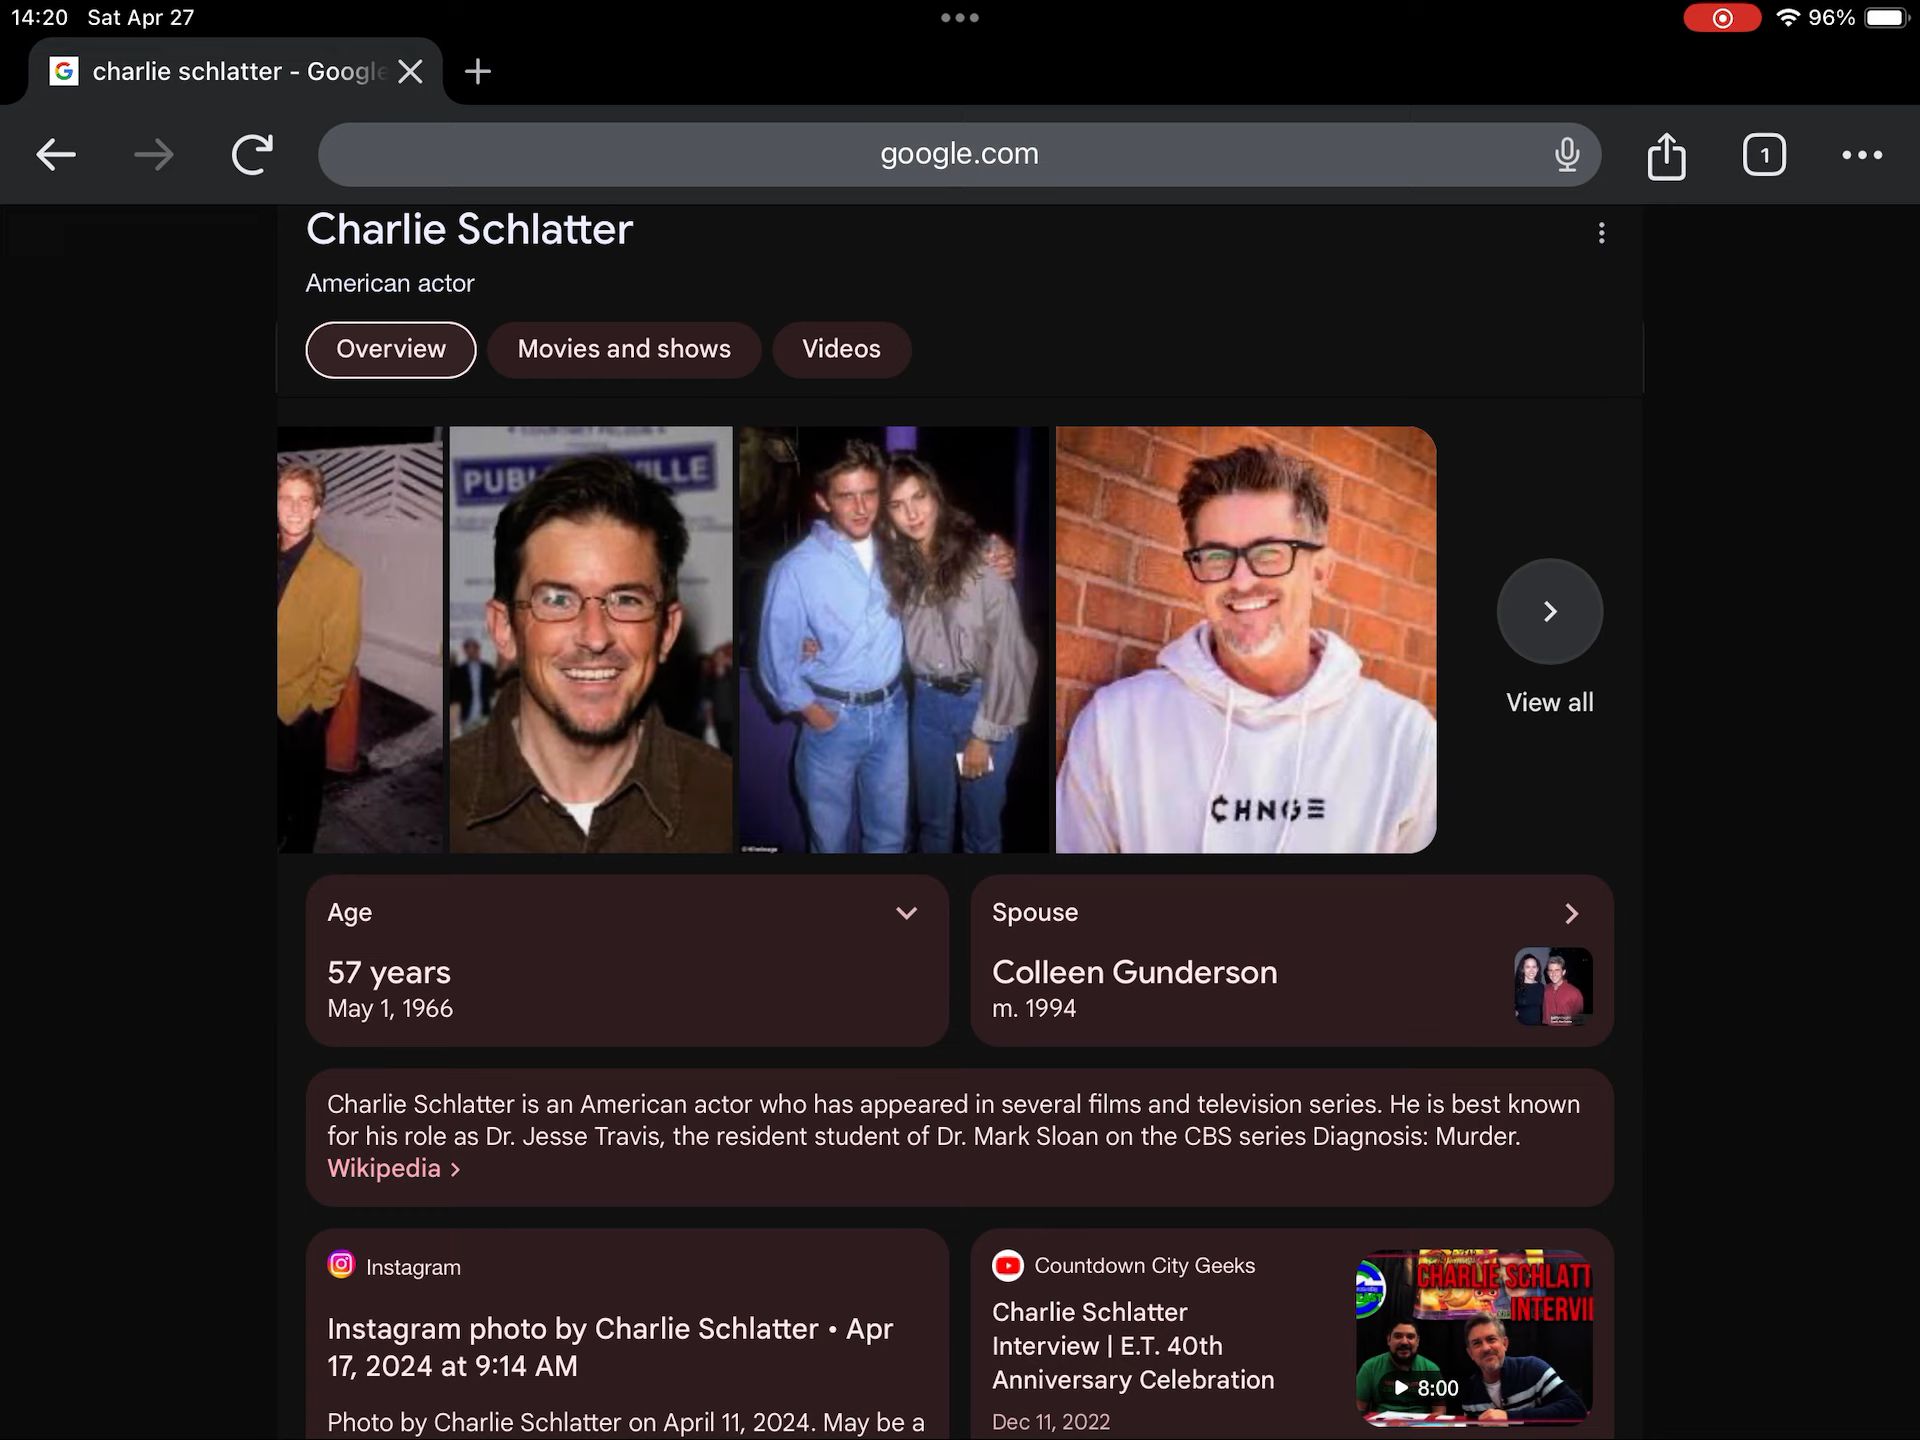 14:20 Sat Apr 27
96%
charlie schlatter - Google
google.com
1
Charlie Schlatter
American actor
Overview
Movies and shows
Videos
CHNGE
View all
Age
57 years
May 1, 1966
Spouse
Colleen Gunderson
m. 1994
Charlie Schlatter is an American actor who has appeared in several films and television series. He is best known
for his role as Dr. Jesse Travis, the resident student of Dr. Mark Sloan on the CBS series Diagnosis: Murder.
Wikipedia >
Instagram
Instagram photo by Charlie Schlatter • Apr
17, 2024 at 9:14 AM
Photo by Charlie Schlatter on April 11, 2024. May be a
Countdown City Geeks
Charlie Schlatter
Interview | E.T. 40th
Anniversary Celebration
Dec 11, 2022
CHARLIE SCHLATT
INTERVI
8:00